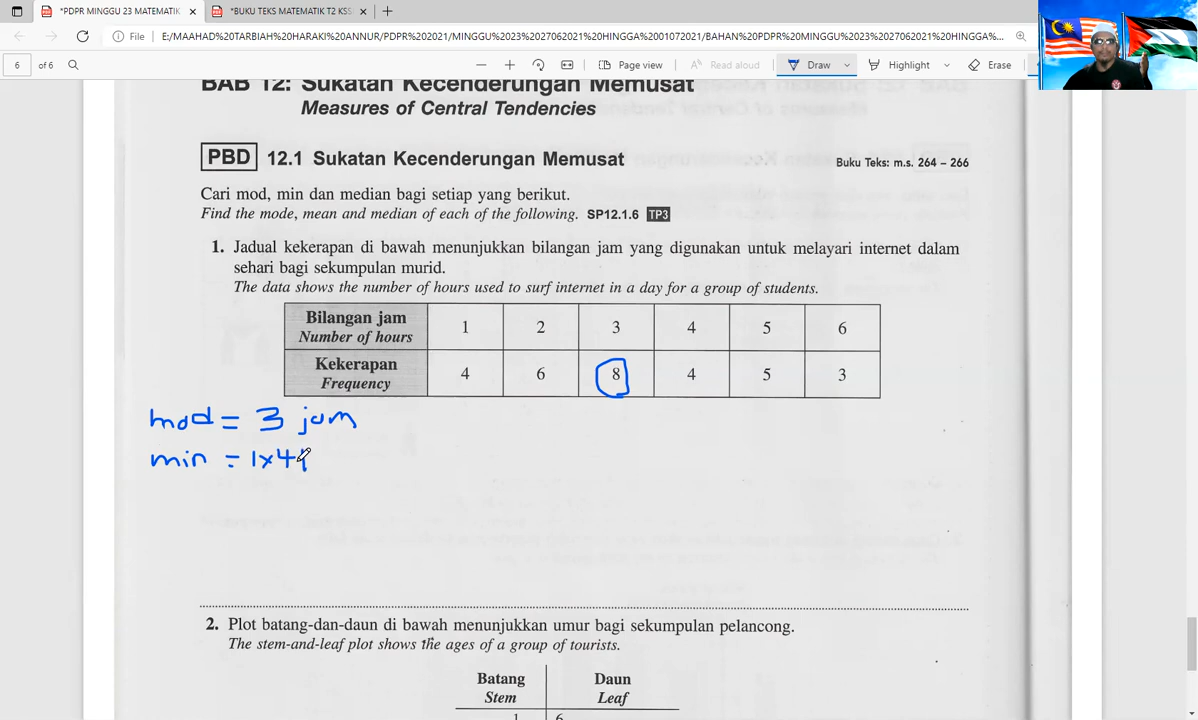 *PDPR MINGGU 23 MATEMATIK
*BUKU TEKS MATEMATIK T2 KSS
File
E:/MAAHAD%20TARBIAH%20HARAKI%20ANNUR/PDPR%202021/MINGGU%2023%2027062021%20HINGGA%2001072021/BAHAN%20PDPR%20MINGGU%2023%2027062021%20HINGGA%2...
6 of 6
Page view
Read aloud
Draw
Highlight
Erase
BAB 12: Sukatan Kecenderungan Memusat
Measures of Central Tendencies
PBD 12.1 Sukatan Kecenderungan Memusat
Buku Teks: m.s. 264 – 266
Cari mod, min dan median bagi setiap yang berikut.
Find the mode, mean and median of each of the following. SP12.1.6 TP3
1. Jadual kekerapan di bawah menunjukkan bilangan jam yang digunakan untuk melayari internet dalam
sehari bagi sekumpulan murid.
The data shows the number of hours used to surf internet in a day for a group of students.
Bilangan jam
Number of hours
1 2 3 4 5 6
Kekerapan
Frequency
4 6 8 4 5 3
mod = 3 jam
min = 1×4
2. Plot batang-dan-daun di bawah menunjukkan umur bagi sekumpulan pelancong.
The stem-and-leaf plot shows the ages of a group of tourists.
Batang Daun
Stem Leaf
1 6